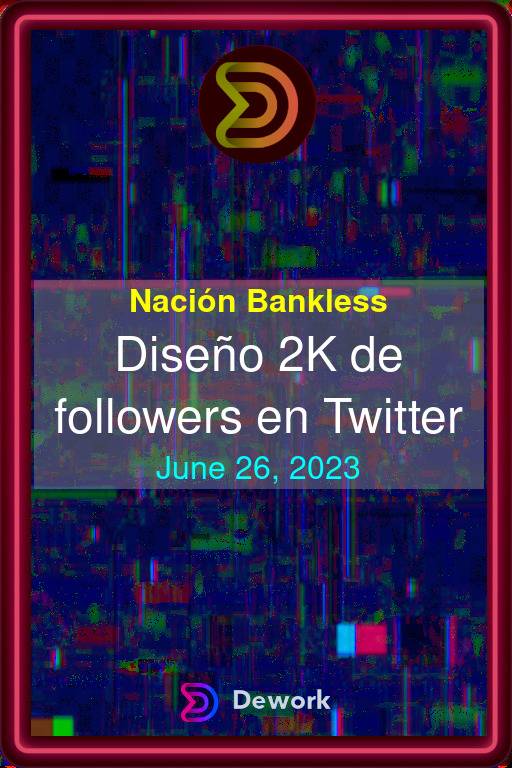 Nación Bankless
Diseño 2K de
followers en Twitter
June 26, 2023
Dework